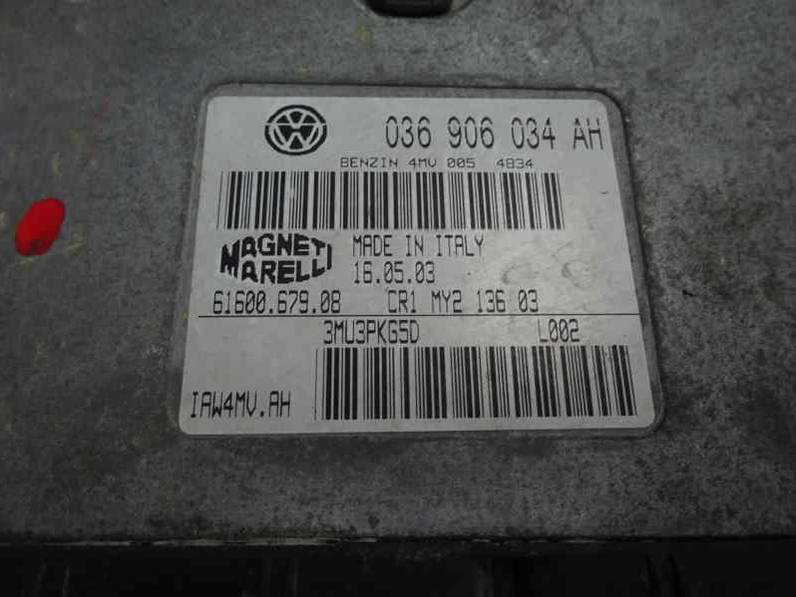 036 906 034 AH
BENZIN 4MV 005 4834
MAGNETI MARELLI
MADE IN ITALY
16.05.03
61600.679.08 CR1 MY2 136 03
3MU3PKG5D L002
IAW4MV.AH